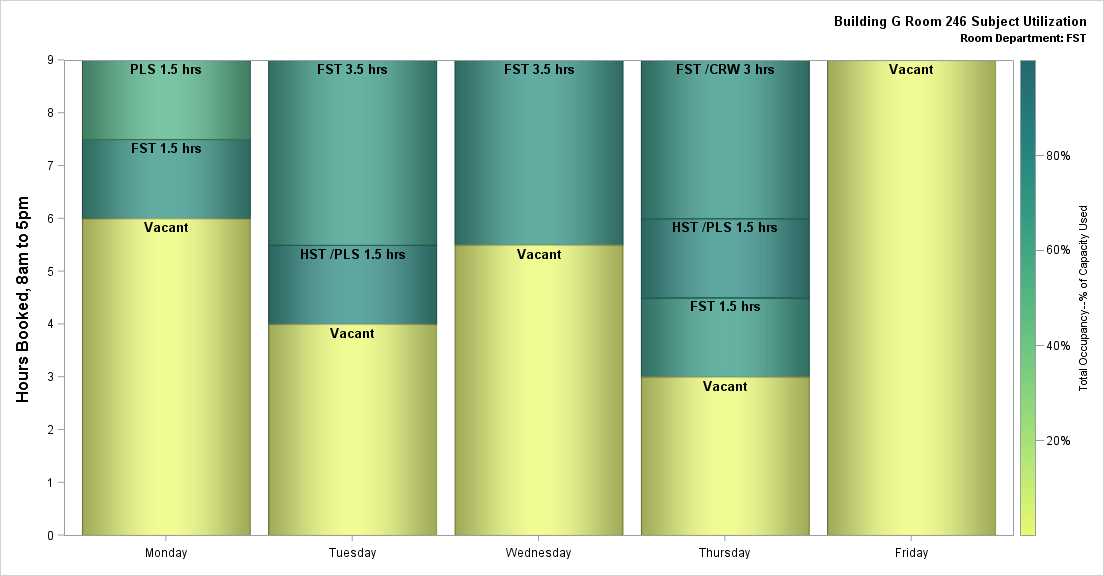 Building G Room 246 Subject Utilization
Room Department: FST
Hours Booked, 8am to 5pm
9
8
7
6
5
4
3
2
1
0
PLS 1.5 hrs
FST 1.5 hrs
Vacant
Monday
FST 3.5 hrs
HST /PLS 1.5 hrs
Vacant
Tuesday
FST 3.5 hrs
Vacant
Wednesday
FST /CRW 3 hrs
HST /PLS 1.5 hrs
FST 1.5 hrs
Vacant
Thursday
Vacant
Friday
80%
60%
40%
20%
Total Occupancy--% of Capacity Used